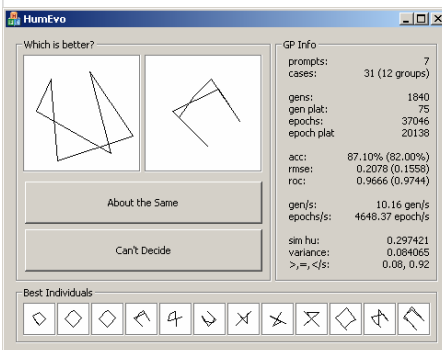 HumEvo
Which is better?
About the Same
Can't Decide
GP Info
prompts: 7
cases: 31 (12 groups)
gens: 1840
gen plat: 75
epochs: 37046
epoch plat 20138
acc: 87.10% (82.00%)
rmse: 0.2078 (0.1558)
roc: 0.9666 (0.9744)
gen/s: 10.16 gen/s
epochs/s: 4648.37 epoch/s
sim hu: 0.297421
variance: 0.084065
>,=,</s: 0.08, 0.92
Best Individuals